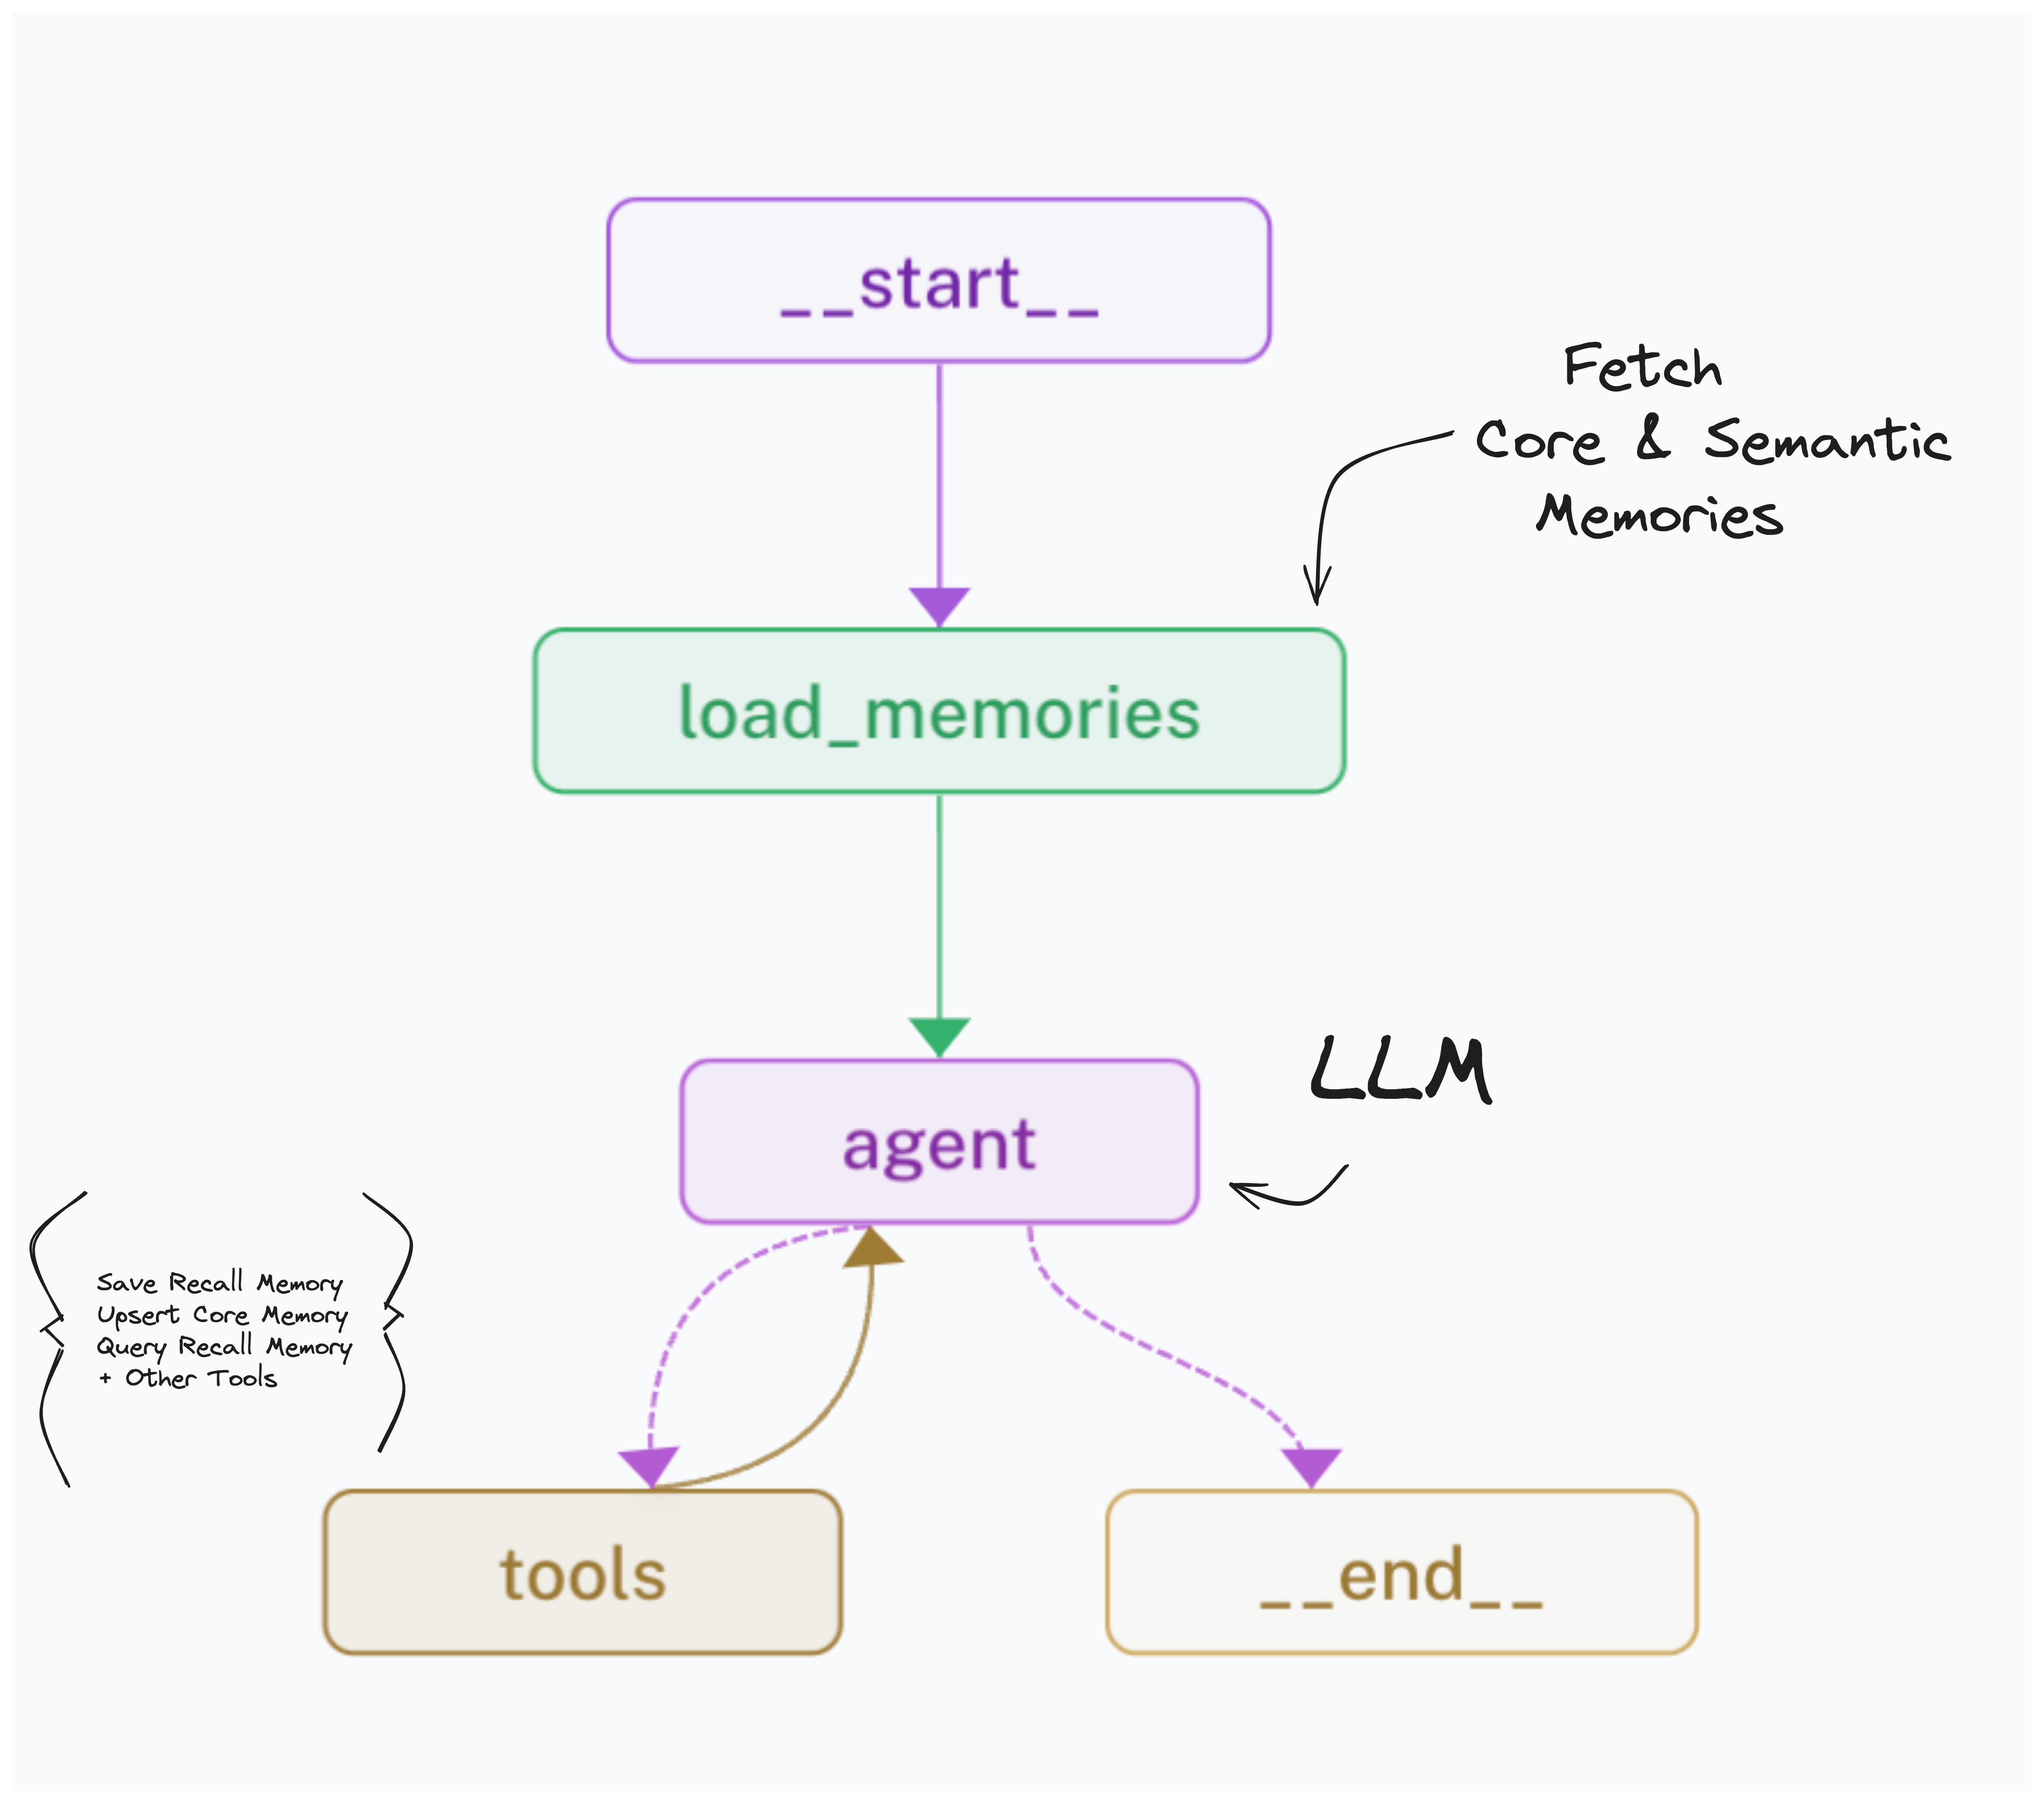 __start__
Fetch
Core & Semantic
Memories
load_memories
LLM
agent
Save Recall Memory
Upsert Core Memory
Query Recall Memory
+ Other Tools
tools
__end__